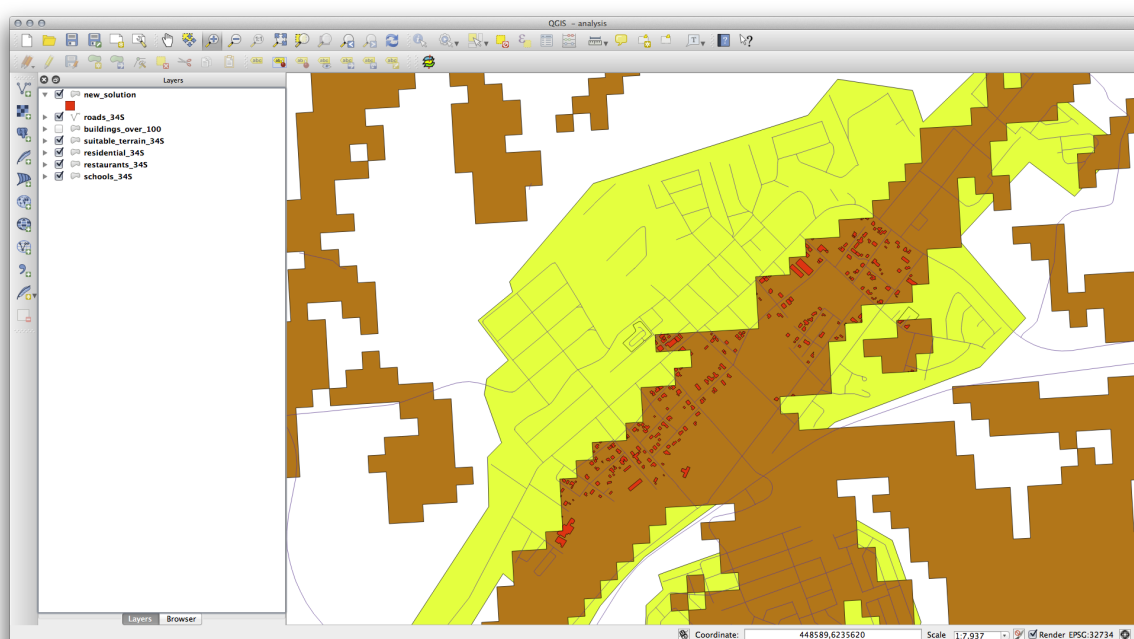 QGIS - analysis
Layers
new_solution
roads_34S
buildings_over_100
suitable_terrain_34S
residential_34S
restaurants_34S
schools_34S
Layers Browser
Coordinate: 448589,6235620 Scale 1:7,937 Render EPSG:32734